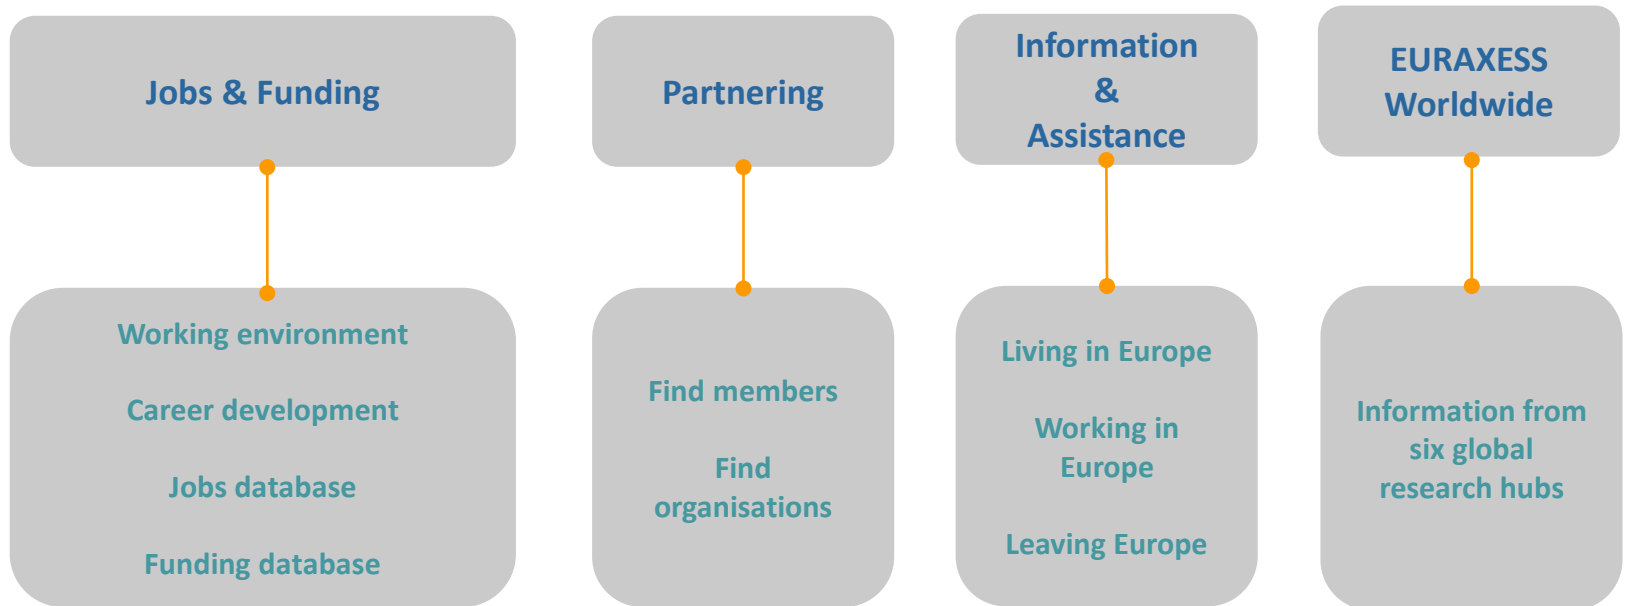 Jobs & Funding
Working environment
Career development
Jobs database
Funding database
Partnering
Find members
Find
organisations
Information
&
Assistance
Living in Europe
Working in
Europe
Leaving Europe
EURAXESS
Worldwide
Information from
six global
research hubs